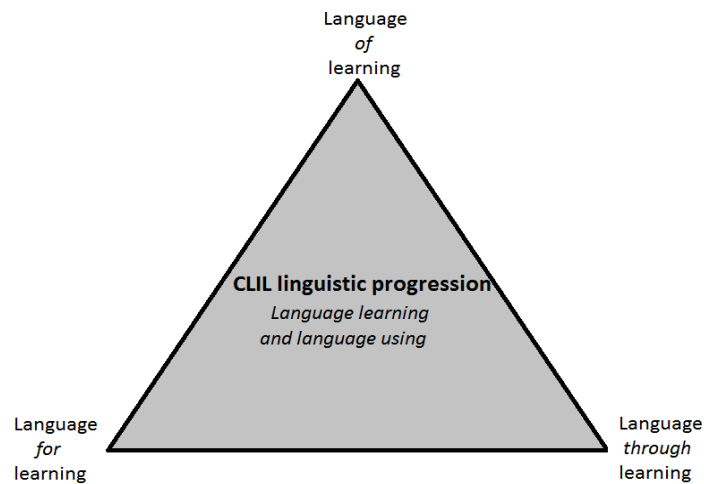 Language
of
learning
CLIL linguistic progression
Language learning
and language using
Language
for
learning
Language
through
learning